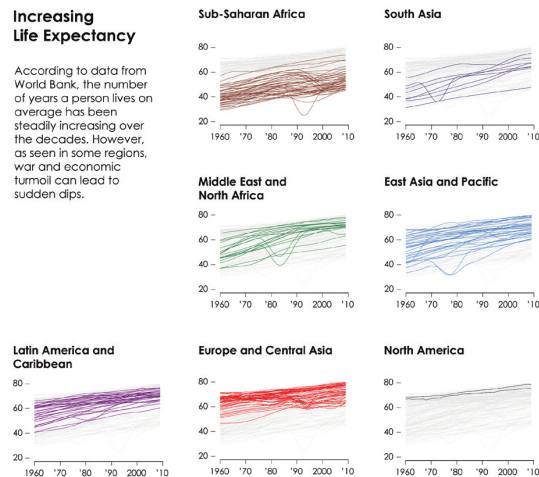 Increasing
Life Expectancy
According to data from
World Bank, the number
of years a person lives on
average has been
steadily increasing over
the decades. However,
as seen in some regions,
war and economic
turmoil can lead to
sudden dips.
Sub-Saharan Africa
80
60
40
20
1960 '70 '80 '90 2000 '10
South Asia
80
60
40
20
1960 '70 '80 '90 2000 '10
Middle East and
North Africa
80
60
40
20
1960 '70 '80 '90 2000 '10
East Asia and Pacific
80
60
40
20
1960 '70 '80 '90 2000 '10
Latin America and
Caribbean
80
60
40
20
1960 '70 '80 '90 2000 '10
Europe and Central Asia
80
60
40
20
1960 '70 '80 '90 2000 '10
North America
80
60
40
20
1960 '70 '80 '90 2000 '10